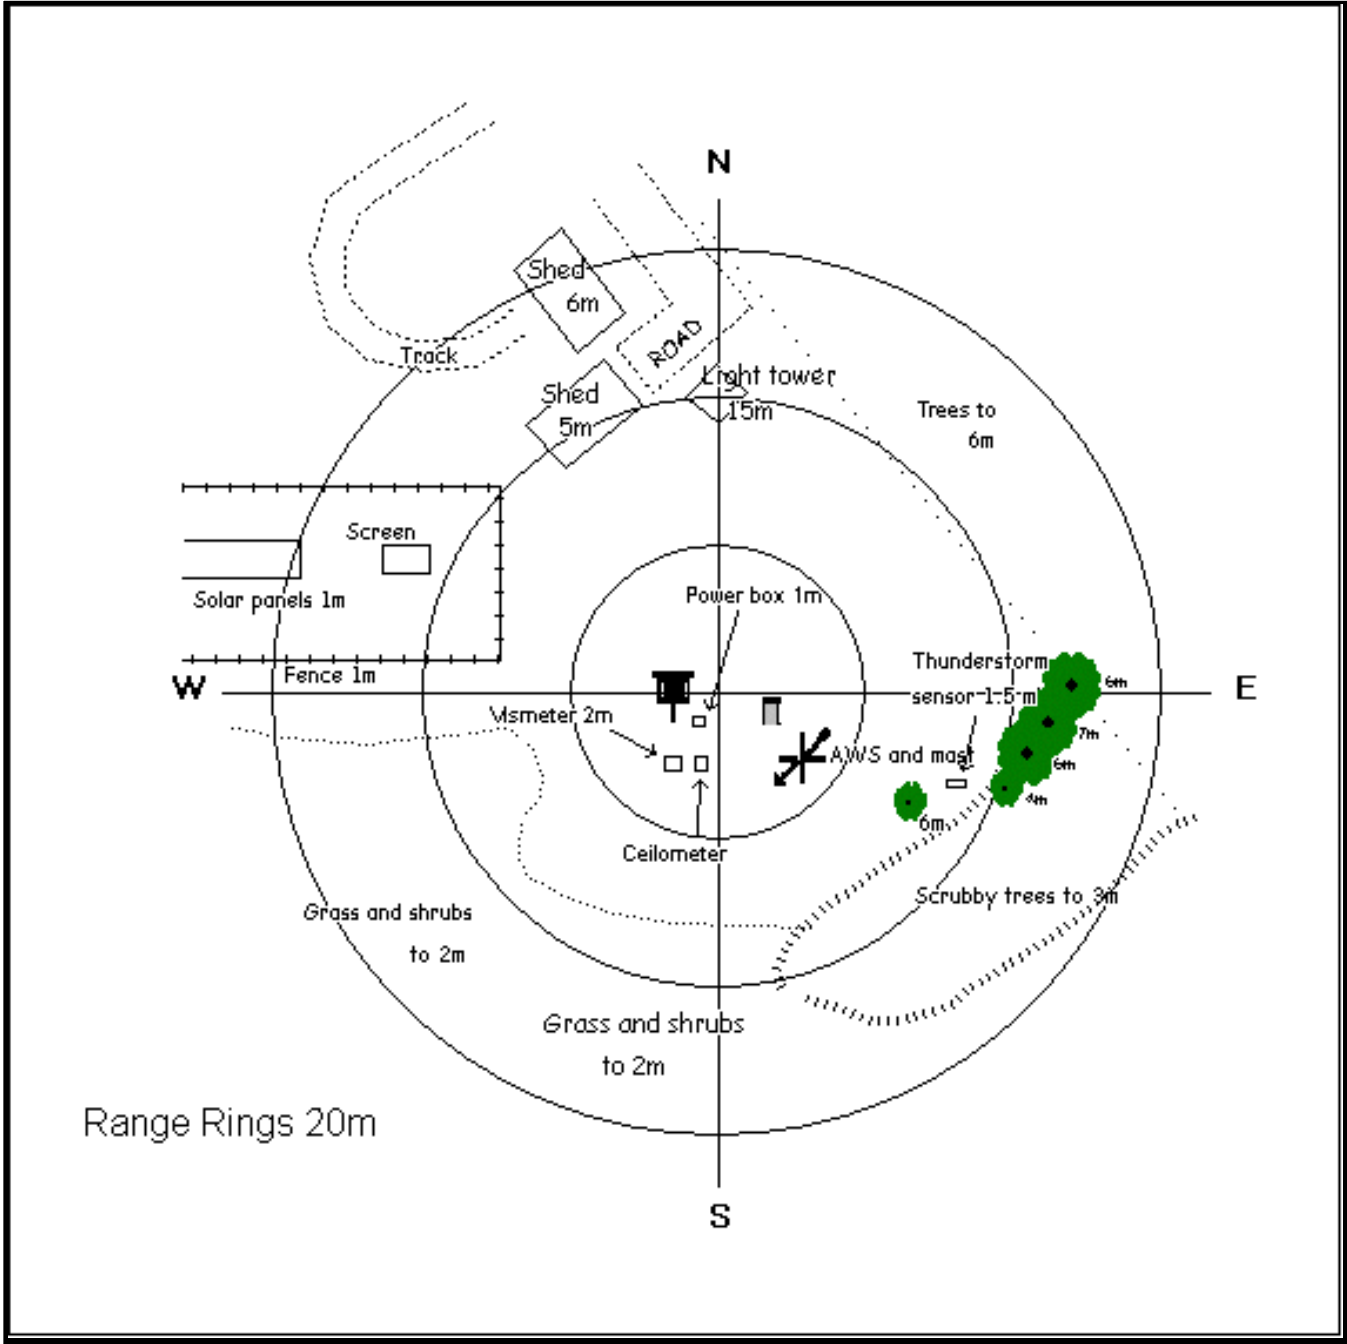 N
Shed
6m
Track
ROAD
Light tower
15m
Shed
5m
Trees to
6m
Screen
Solar panels 1m
Power box 1m
Fence 1m
W
E
Thunderstorm
sensor 1.5 m
6m
Vismeter 2m
7m
AWS and mast
6m
4m
6m
Ceilometer
Scrubby trees to 3m
Grass and shrubs
to 2m
Grass and shrubs
to 2m
Range Rings 20m
S